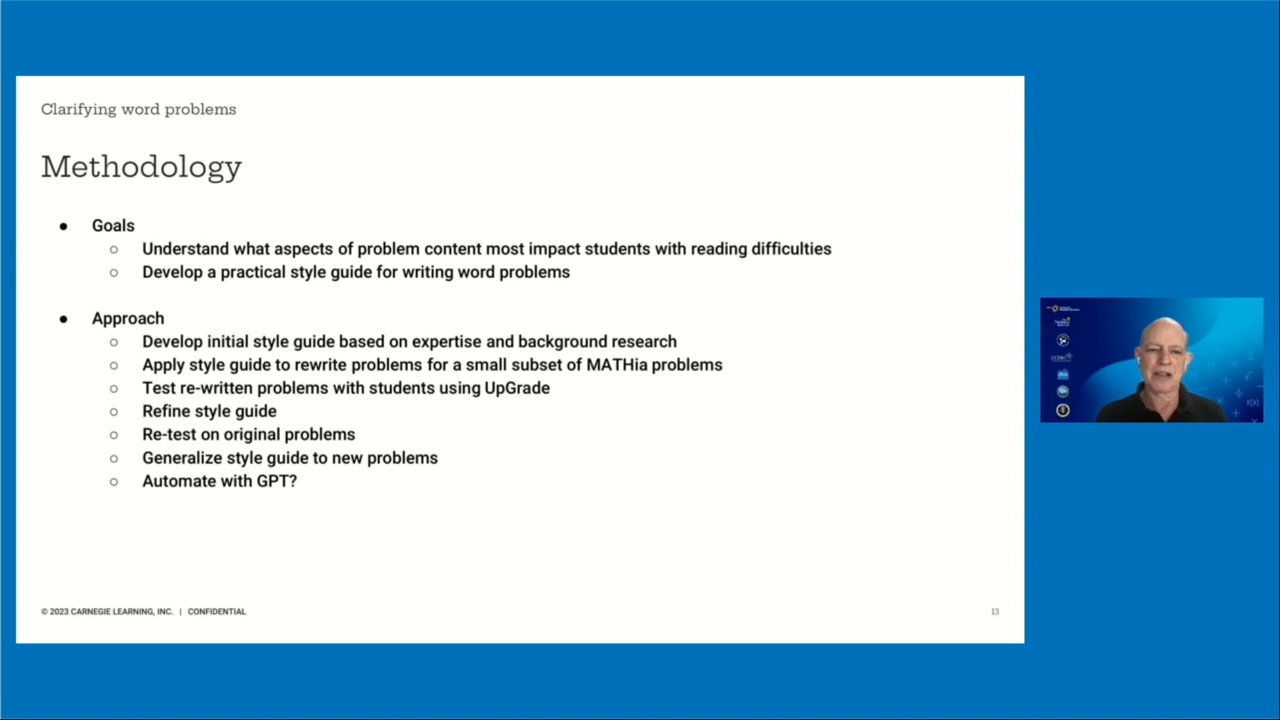 Clarifying word problems
Methodology
● Goals
○ Understand what aspects of problem content most impact students with reading difficulties
○ Develop a practical style guide for writing word problems
● Approach
○ Develop initial style guide based on expertise and background research
○ Apply style guide to rewrite problems for a small subset of MATHia problems
○ Test re-written problems with students using UpGrade
○ Refine style guide
○ Re-test on original problems
○ Generalize style guide to new problems
○ Automate with GPT?
© 2023 CARNEGIE LEARNING, INC. | CONFIDENTIAL
13
f(x)